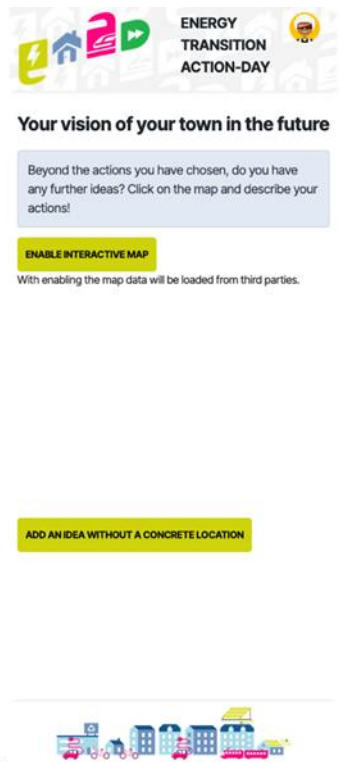 ENERGY
TRANSITION
ACTION-DAY
Your vision of your town in the future
Beyond the actions you have chosen, do you have
any further ideas? Click on the map and describe your
actions!
ENABLE INTERACTIVE MAP
With enabling the map data will be loaded from third parties.
ADD AN IDEA WITHOUT A CONCRETE LOCATION